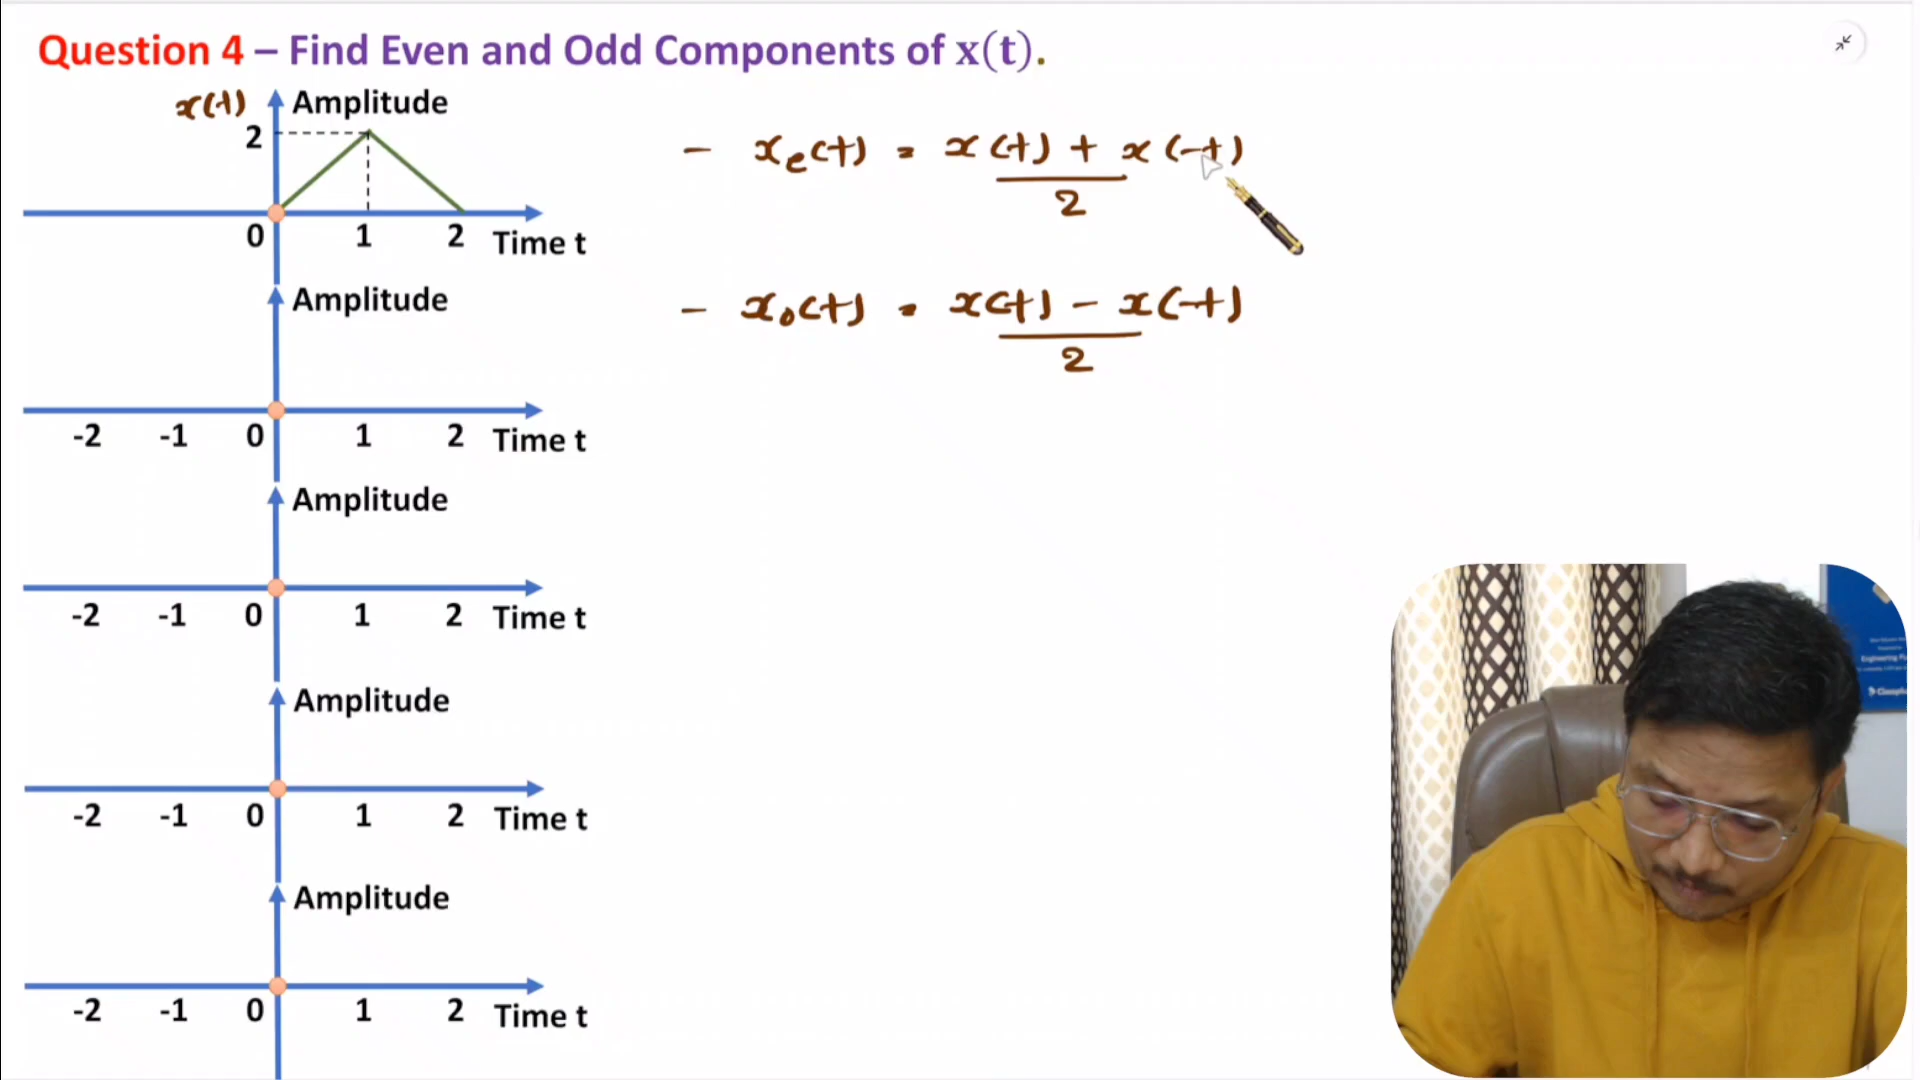 Question 4 – Find Even and Odd Components of x(t).
x(t) Amplitude
2
0 1 2 Time t
- xe(t) = x(t) + x(-t)
2
Amplitude
- xo(t) = x(t) - x(-t)
2
-2 -1 0 1 2 Time t
Amplitude
-2 -1 0 1 2 Time t
Amplitude
-2 -1 0 1 2 Time t
Amplitude
-2 -1 0 1 2 Time t
Engineering